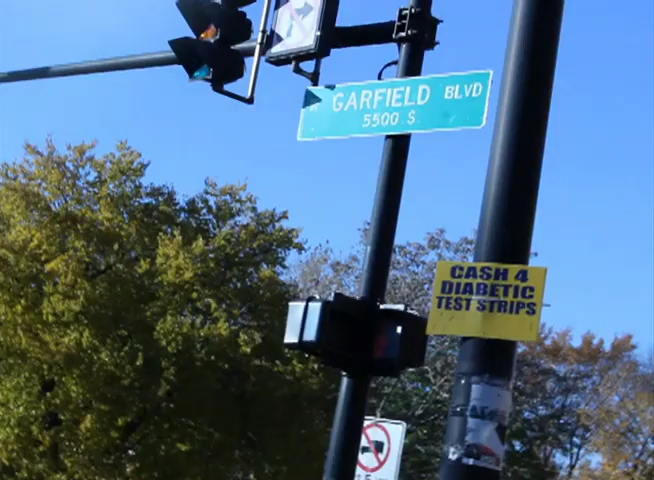 GARFIELD BLVD
5500 S.
CASH 4
DIABETIC
TEST STRIPS